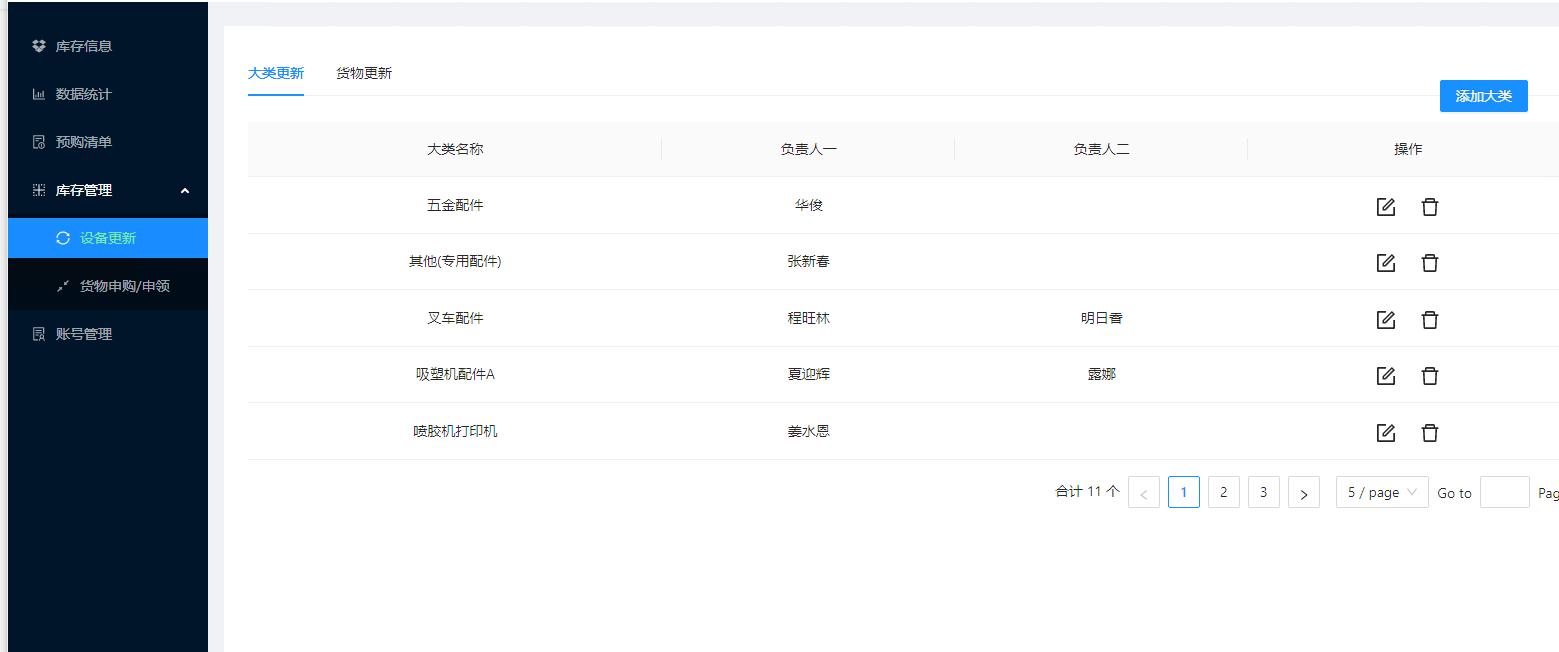 库存信息
数据统计
预购清单
库存管理
设备更新
货物申购/申领
账号管理
大类更新 货物更新
添加大类
大类名称 负责人一 负责人二 操作
五金配件 华俊
其他(专用配件) 张新春
叉车配件 程旺林 明日香
吸塑机配件A 夏迎辉 露娜
喷胶机打印机 姜水恩
合计 11 个 < 1 2 3 > 5 / page Go to Pag